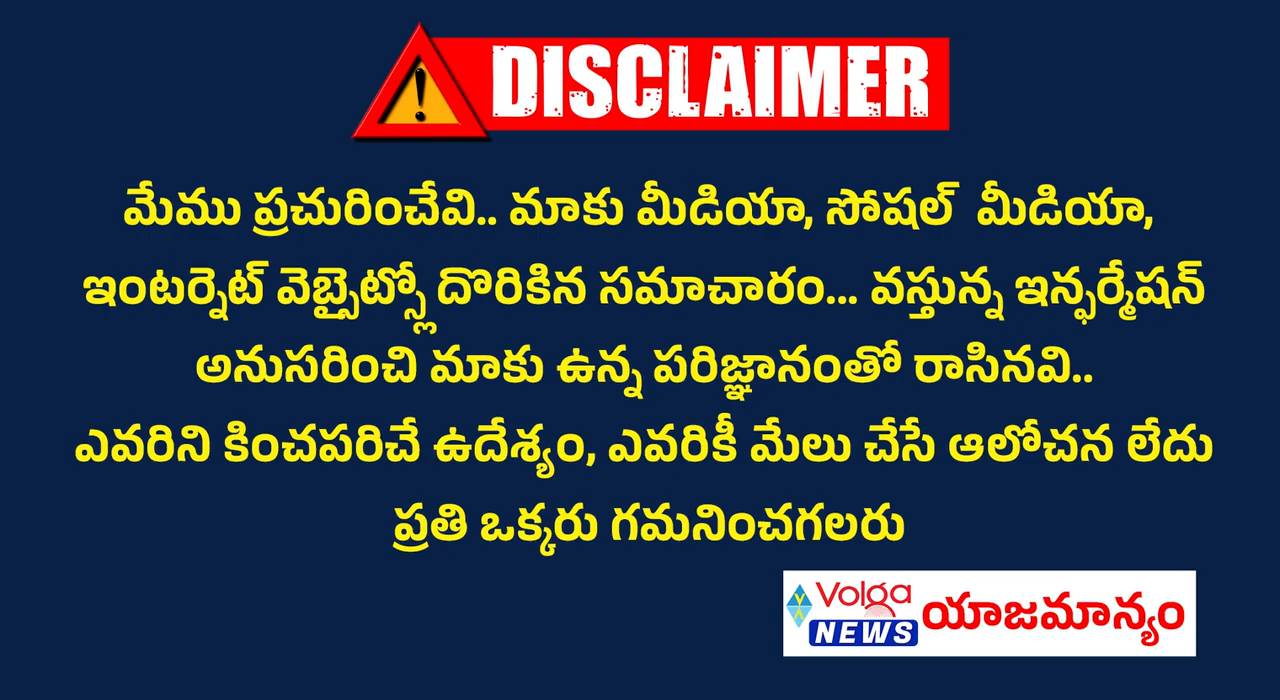 DISCLAIMER
మేము ప్రచురించేవి.. మాకు మీడియా, సోషల్ మీడియా,
ఇంటర్నెట్ వెబ్సైట్స్లో దొరికిన సమాచారం... వస్తున్న ఇన్ఫర్మేషన్
అనుసరించి మాకు ఉన్న పరిజ్ఞానంతో రాసినవి..
ఎవరిని కించపరిచే ఉదేశ్యం, ఎవరికీ మేలు చేసే ఆలోచన లేదు
ప్రతి ఒక్కరు గమనించగలరు
Volga
NEWS యాజమాన్యం